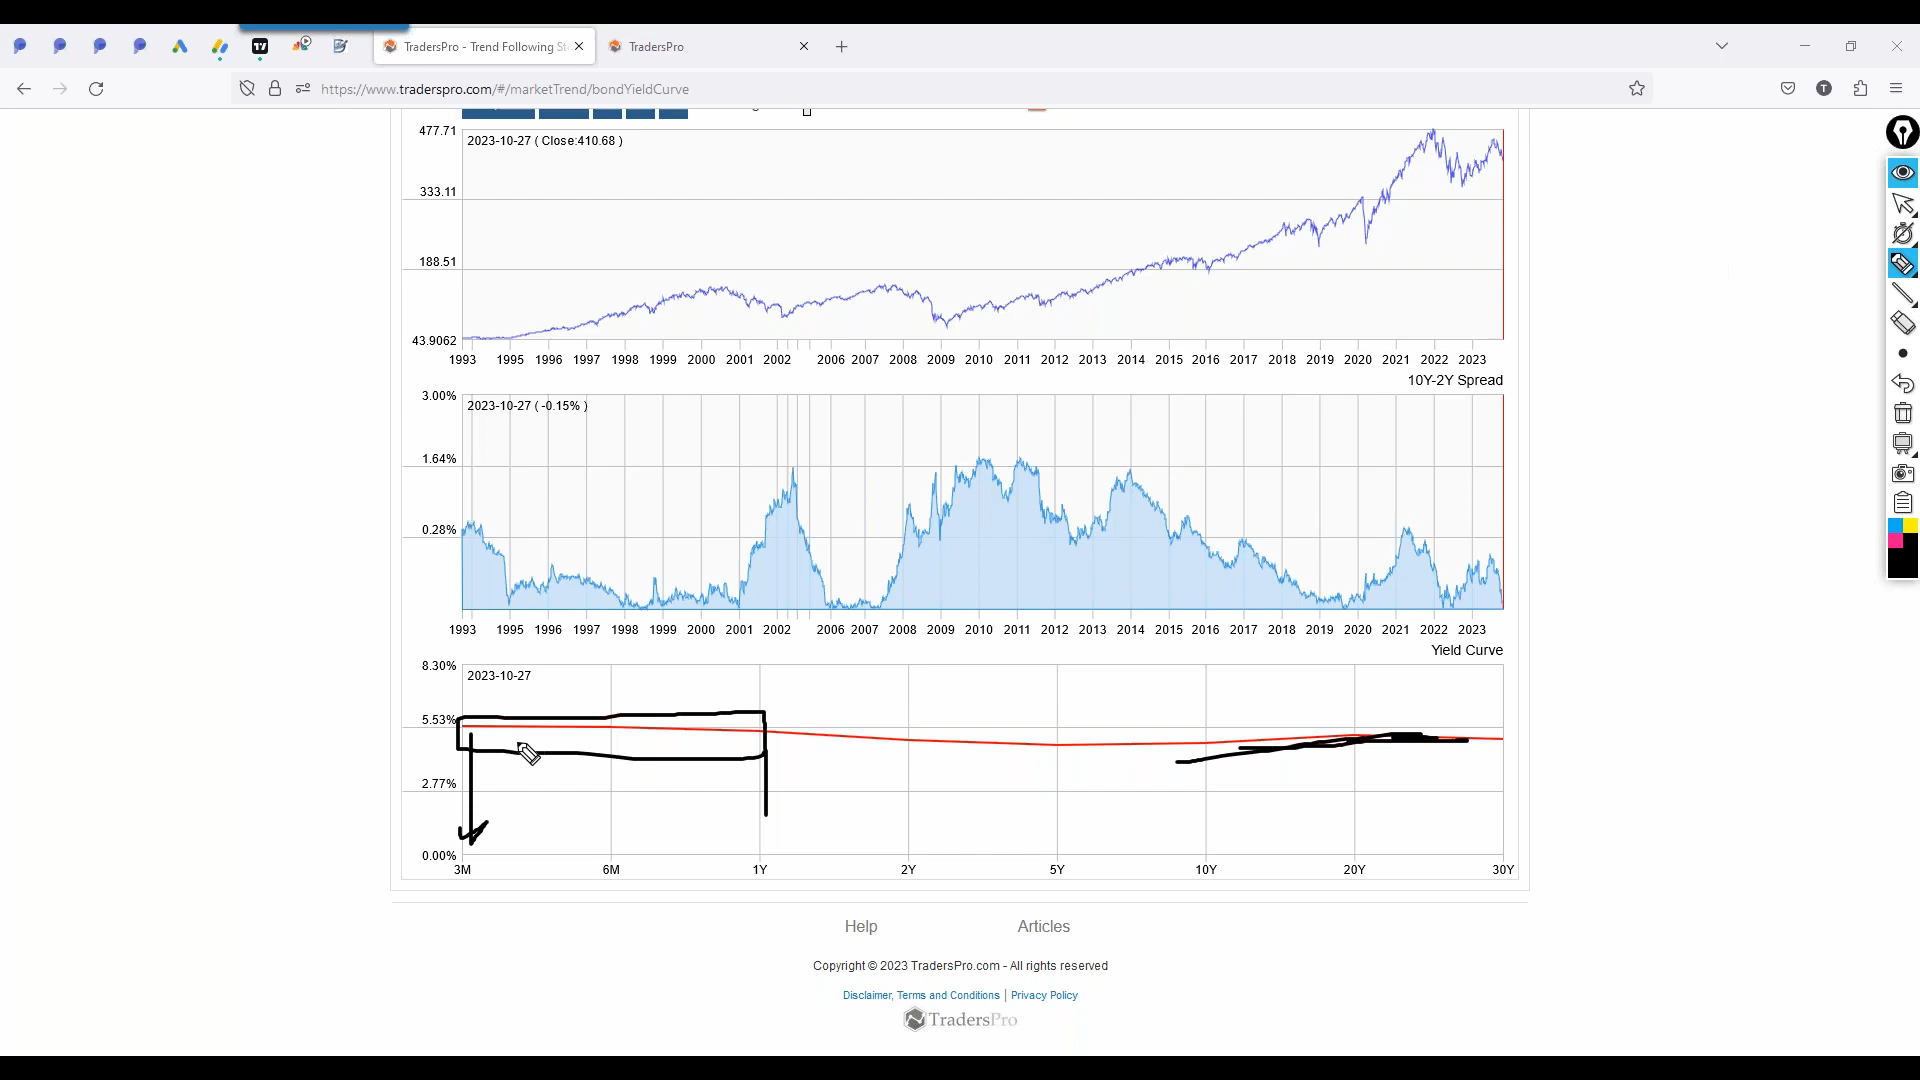 TradersPro - Trend Following St
TradersPro
https://www.traderspro.com/#/marketTrend/bondYieldCurve
T
477.71
2023-10-27 ( Close:410.68 )
333.11
188.51
43.9062
1993 1995 1996 1997 1998 1999 2000 2001 2002 2006 2007 2008 2009 2010 2011 2012 2013 2014 2015 2016 2017 2018 2019 2020 2021 2022 2023
10Y-2Y Spread
3.00%
2023-10-27 ( -0.15% )
1.64%
0.28%
1993 1995 1996 1997 1998 1999 2000 2001 2002 2006 2007 2008 2009 2010 2011 2012 2013 2014 2015 2016 2017 2018 2019 2020 2021 2022 2023
Yield Curve
8.30%
2023-10-27
5.53%
2.77%
0.00%
3M 6M 1Y 2Y 5Y 10Y 20Y 30Y
Help Articles
Copyright © 2023 TradersPro.com - All rights reserved
Disclaimer, Terms and Conditions | Privacy Policy
TradersPro